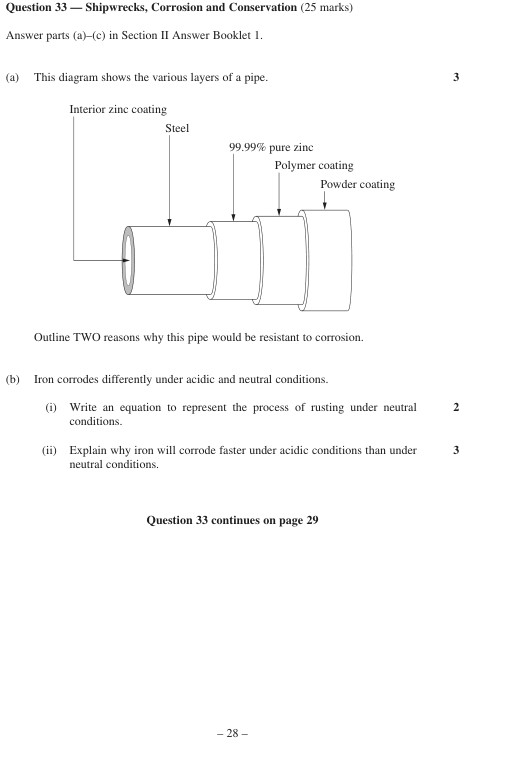 Question 33 — Shipwrecks, Corrosion and Conservation (25 marks)
Answer parts (a)–(c) in Section II Answer Booklet 1.
(a) This diagram shows the various layers of a pipe. 3
Interior zinc coating
Steel
99.99% pure zinc
Polymer coating
Powder coating
Outline TWO reasons why this pipe would be resistant to corrosion.
(b) Iron corrodes differently under acidic and neutral conditions.
(i) Write an equation to represent the process of rusting under neutral 2
conditions.
(ii) Explain why iron will corrode faster under acidic conditions than under 3
neutral conditions.
Question 33 continues on page 29
– 28 –